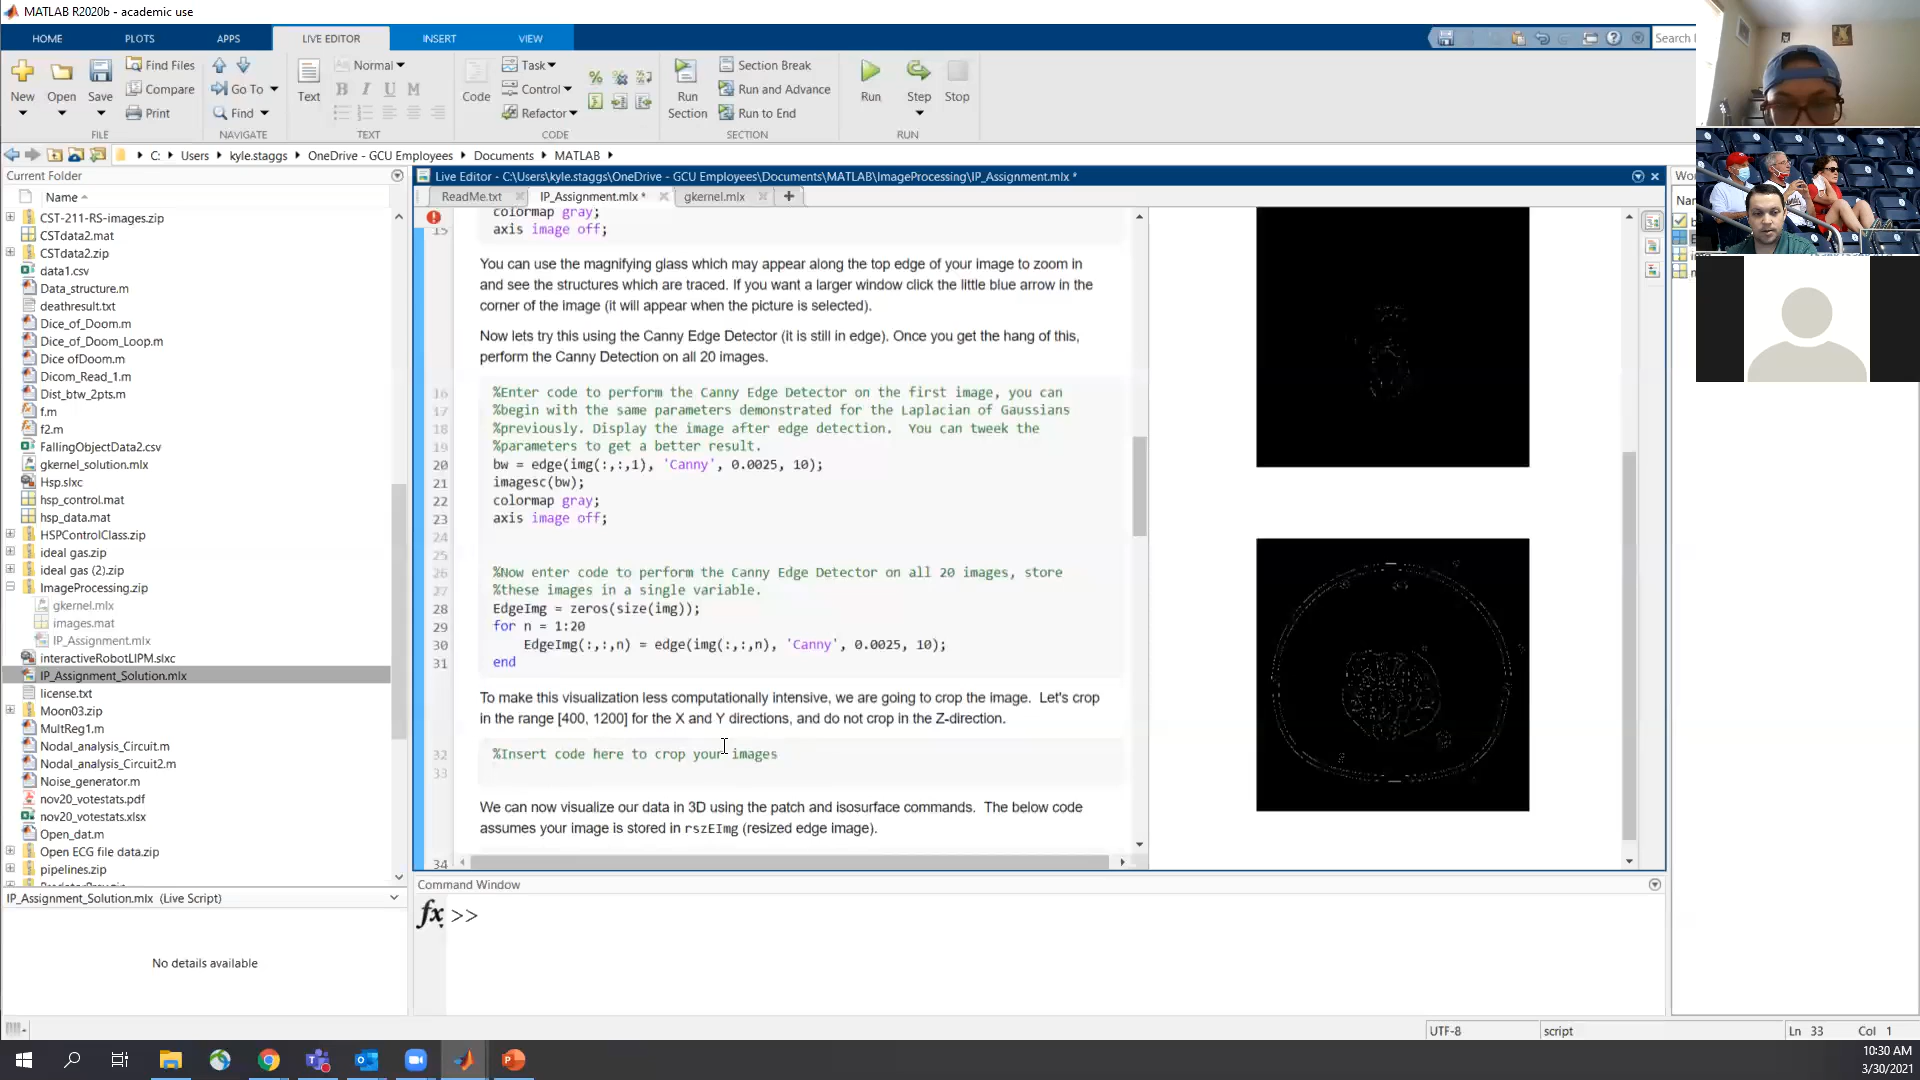 MATLAB R2020b - academic use
HOME PLOTS APPS LIVE EDITOR INSERT VIEW
New Open Save
Find Files
Compare
Print
FILE
Go To
Find
NAVIGATE
Text
Normal
B I U M
TEXT
Code
Task
Control
Refactor
CODE
Run Section
Section Break
Run and Advance
Run to End
SECTION
Run Step Stop
RUN
C: Users kyle.staggs OneDrive - GCU Employees Documents MATLAB
Current Folder
Name
CST-211-RS-images.zip
CSTdata2.mat
CSTdata2.zip
data1.csv
Data_structure.m
deathresult.txt
Dice_of_Doom.m
Dice_of_Doom_Loop.m
Dice ofDoom.m
Dicom_Read_1.m
Dist_btw_2pts.m
f.m
f2.m
FallingObjectData2.csv
gkernel_solution.mlx
Hsp.slxc
hsp_control.mat
hsp_data.mat
HSPControlClass.zip
ideal gas.zip
ideal gas (2).zip
ImageProcessing.zip
gkernel.mlx
images.mat
IP_Assignment.mlx
interactiveRobotLIPM.slxc
IP_Assignment_Solution.mlx
license.txt
Moon03.zip
MultReg1.m
Nodal_analysis_Circuit.m
Nodal_analysis_Circuit2.m
Noise_generator.m
nov20_votestats.pdf
nov20_votestats.xlsx
Open_dat.m
Open ECG file data.zip
pipelines.zip
IP_Assignment_Solution.mlx (Live Script)
No details available
Live Editor - C:\Users\kyle.staggs\OneDrive - GCU Employees\Documents\MATLAB\ImageProcessing\IP_Assignment.mlx *
ReadMe.txt IP_Assignment.mlx * gkernel.mlx
colormap gray;
15 axis image off;
You can use the magnifying glass which may appear along the top edge of your image to zoom in
and see the structures which are traced. If you want a larger window click the little blue arrow in the
corner of the image (it will appear when the picture is selected).
Now lets try this using the Canny Edge Detector (it is still in edge). Once you get the hang of this,
perform the Canny Detection on all 20 images.
16 %Enter code to perform the Canny Edge Detector on the first image, you can
17 %begin with the same parameters demonstrated for the Laplacian of Gaussians
18 %previously. Display the image after edge detection. You can tweak the
19 %parameters to get a better result.
20 bw = edge(img(:,:,1), 'Canny', 0.0025, 10);
21 imagesc(bw);
22 colormap gray;
23 axis image off;
24
25
26 %Now enter code to perform the Canny Edge Detector on all 20 images, store
27 %these images in a single variable.
28 EdgeImg = zeros(size(img));
29 for n = 1:20
30 EdgeImg(:,:,n) = edge(img(:,:,n), 'Canny', 0.0025, 10);
31 end
To make this visualization less computationally intensive, we are going to crop the image. Let's crop
in the range [400, 1200] for the X and Y directions, and do not crop in the Z-direction.
32 %Insert code here to crop your images
33
We can now visualize our data in 3D using the patch and isosurface commands. The below code
assumes your image is stored in rszEImg (resized edge image).
34
Command Window
fx >>
UTF-8
script
Ln 33 Col 1
10:30 AM
3/30/2021